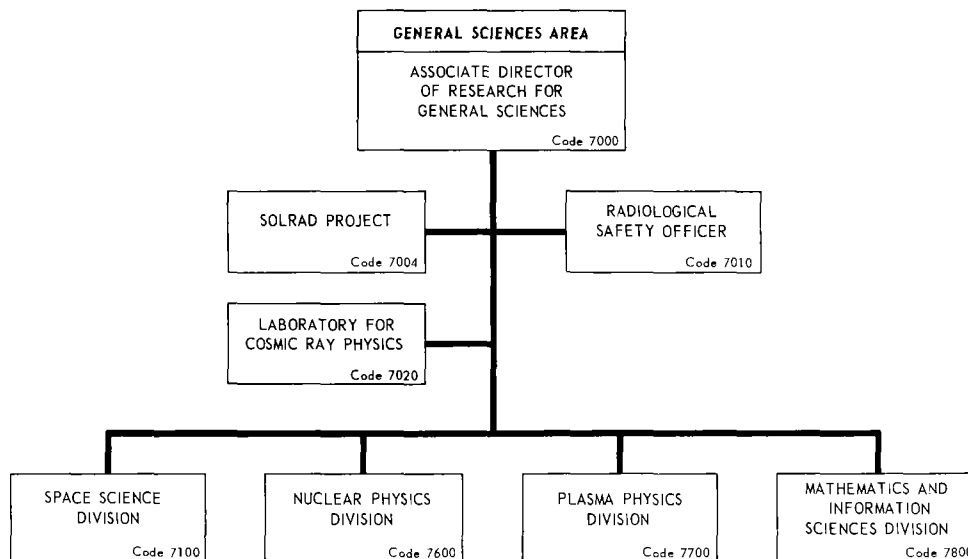 GENERAL SCIENCES AREA
ASSOCIATE DIRECTOR
OF RESEARCH FOR
GENERAL SCIENCES
Code 7000
SOLRAD PROJECT
Code 7004
RADIOLOGICAL
SAFETY OFFICER
Code 7010
LABORATORY FOR
COSMIC RAY PHYSICS
Code 7020
SPACE SCIENCE
DIVISION
Code 7100
NUCLEAR PHYSICS
DIVISION
Code 7600
PLASMA PHYSICS
DIVISION
Code 7700
MATHEMATICS AND
INFORMATION
SCIENCES DIVISION
Code 7800